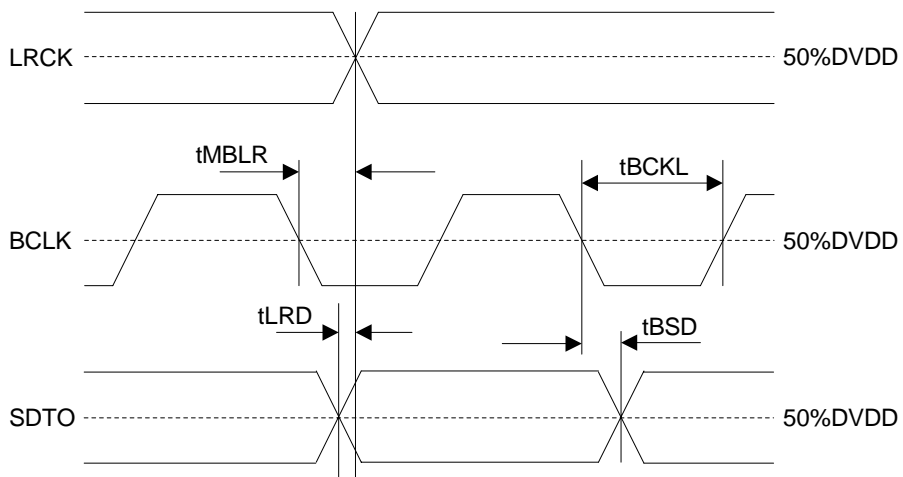 LRCK
50%DVDD
tMBLR
tBCKL
BCLK
50%DVDD
tLRD
tBSD
SDTO
50%DVDD